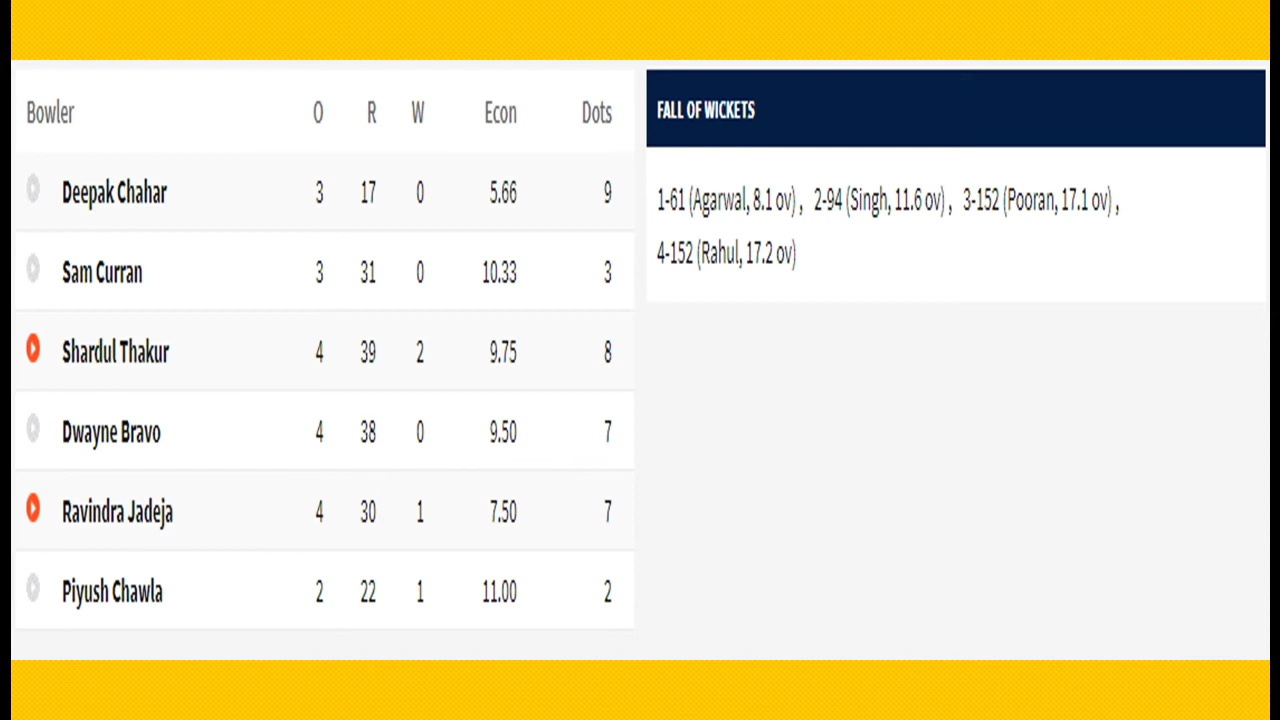 Bowler O R W Econ Dots
Deepak Chahar 3 17 0 5.66 9
Sam Curran 3 31 0 10.33 3
Shardul Thakur 4 39 2 9.75 8
Dwayne Bravo 4 38 0 9.50 7
Ravindra Jadeja 4 30 1 7.50 7
Piyush Chawla 2 22 1 11.00 2
FALL OF WICKETS
1-61 (Agarwal, 8.1 ov) , 2-94 (Singh, 11.6 ov) , 3-152 (Pooran, 17.1 ov) ,
4-152 (Rahul, 17.2 ov)